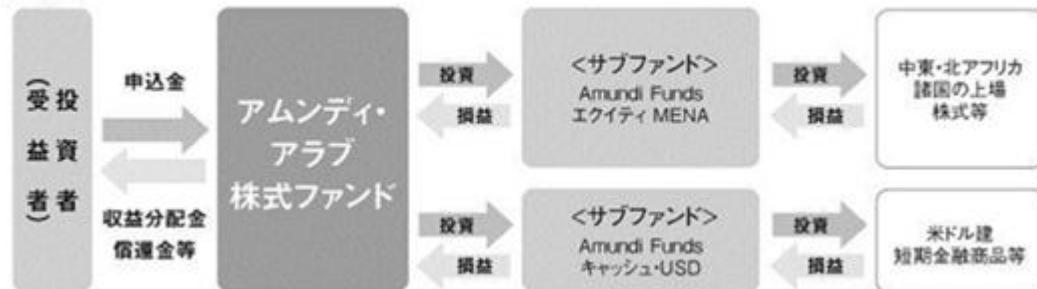 投資者
(受益者)
申込金
収益分配金
償還金等
アムンディ・
アラブ
株式ファンド
投資
損益
<サブファンド>
Amundi Funds
エクイティ MENA
投資
損益
中東・北アフリカ
諸国の上場
株式等
投資
損益
<サブファンド>
Amundi Funds
キャッシュ・USD
投資
損益
米ドル建
短期金融商品等